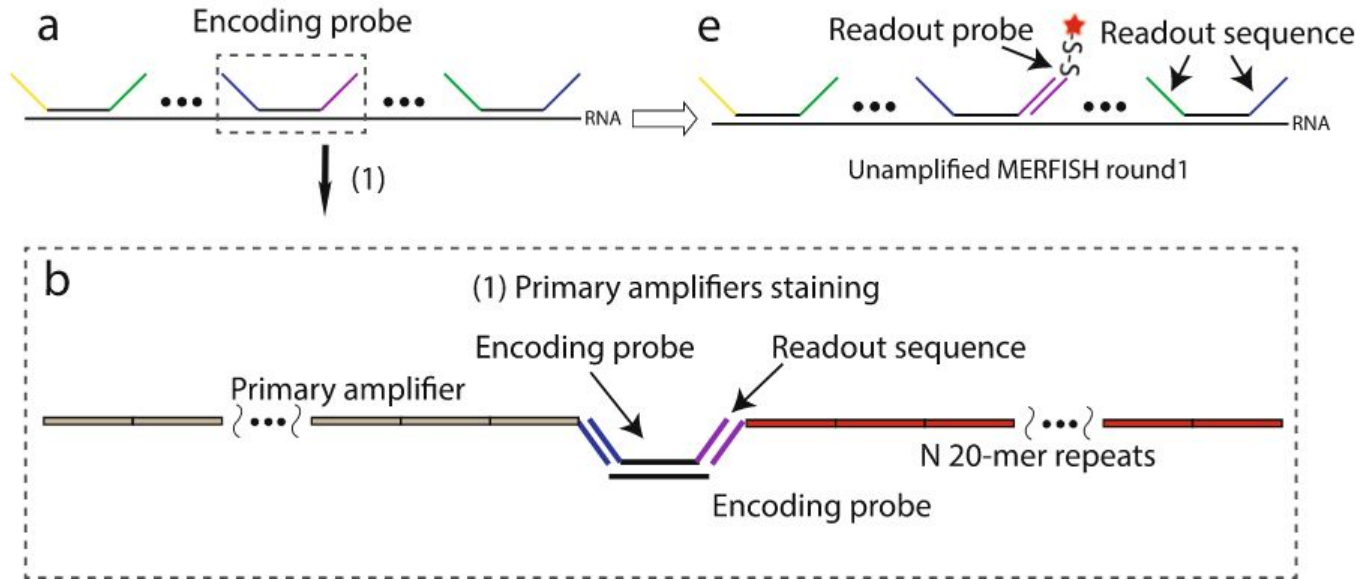 a
Encoding probe
RNA
(1)
e
Readout probe
S-S
Readout sequence
RNA
Unamplified MERFISH round1
b
(1) Primary amplifiers staining
Encoding probe
Readout sequence
Primary amplifier
N 20-mer repeats
Encoding probe